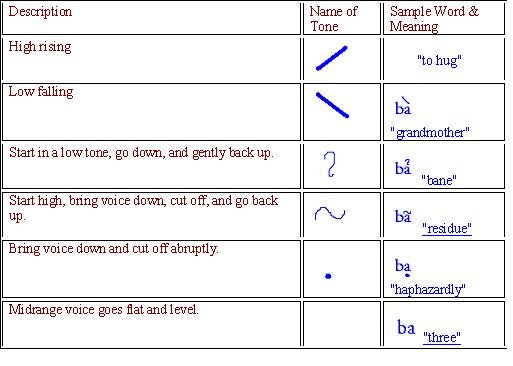 Description
Name of
Tone
Sample Word &
Meaning
High rising
"to hug"
Low falling
bà
"grandmother"
Start in a low tone, go down, and gently back up.
bả
"bane"
Start high, bring voice down, cut off, and go back
up.
bã
"residue"
Bring voice down and cut off abruptly.
bạ
"haphazardly"
Midrange voice goes flat and level.
ba
"three"